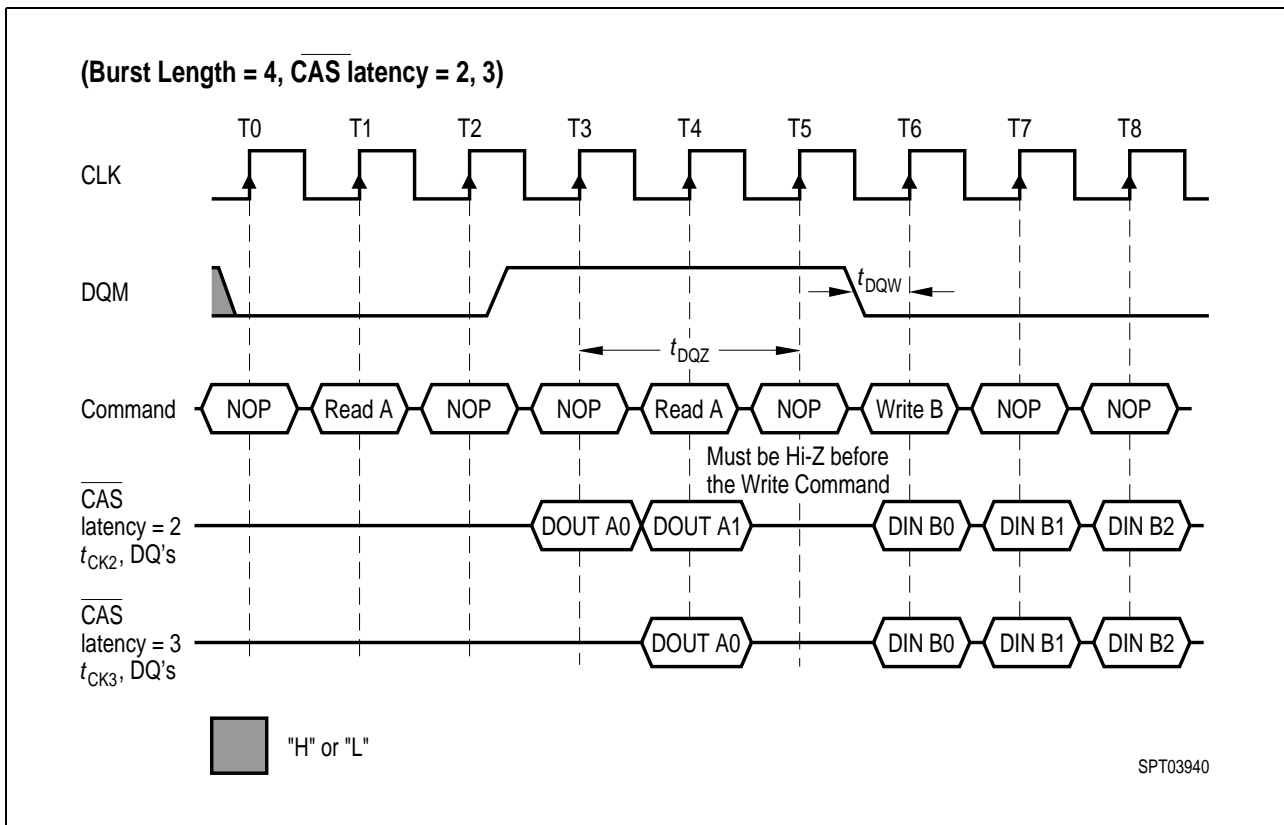 (Burst Length = 4, CAS latency = 2, 3)
T0 T1 T2 T3 T4 T5 T6 T7 T8
CLK
DQM
tDQW
tDQZ
Command NOP Read A NOP NOP Read A NOP Write B NOP NOP
Must be Hi-Z before
the Write Command
CAS
latency = 2
tCK2, DQ's
DOUT A0 DOUT A1 DIN B0 DIN B1 DIN B2
CAS
latency = 3
tCK3, DQ's
DOUT A0 DIN B0 DIN B1 DIN B2
"H" or "L"
SPT03940